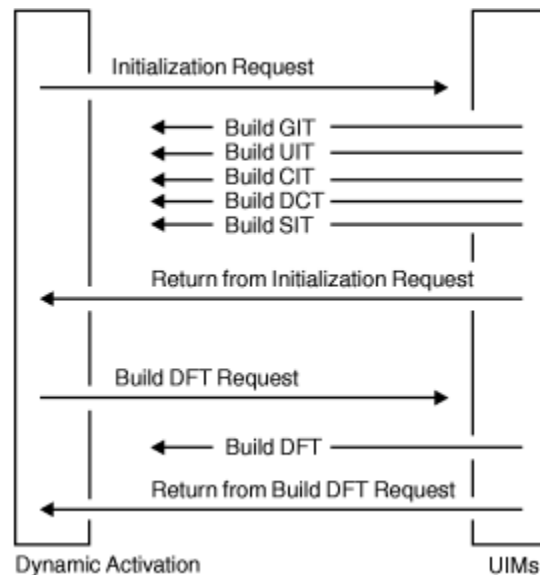 Initialization Request
Build GIT
Build UIT
Build CIT
Build DCT
Build SIT
Return from Initialization Request
Build DFT Request
Build DFT
Return from Build DFT Request
Dynamic Activation UIMs